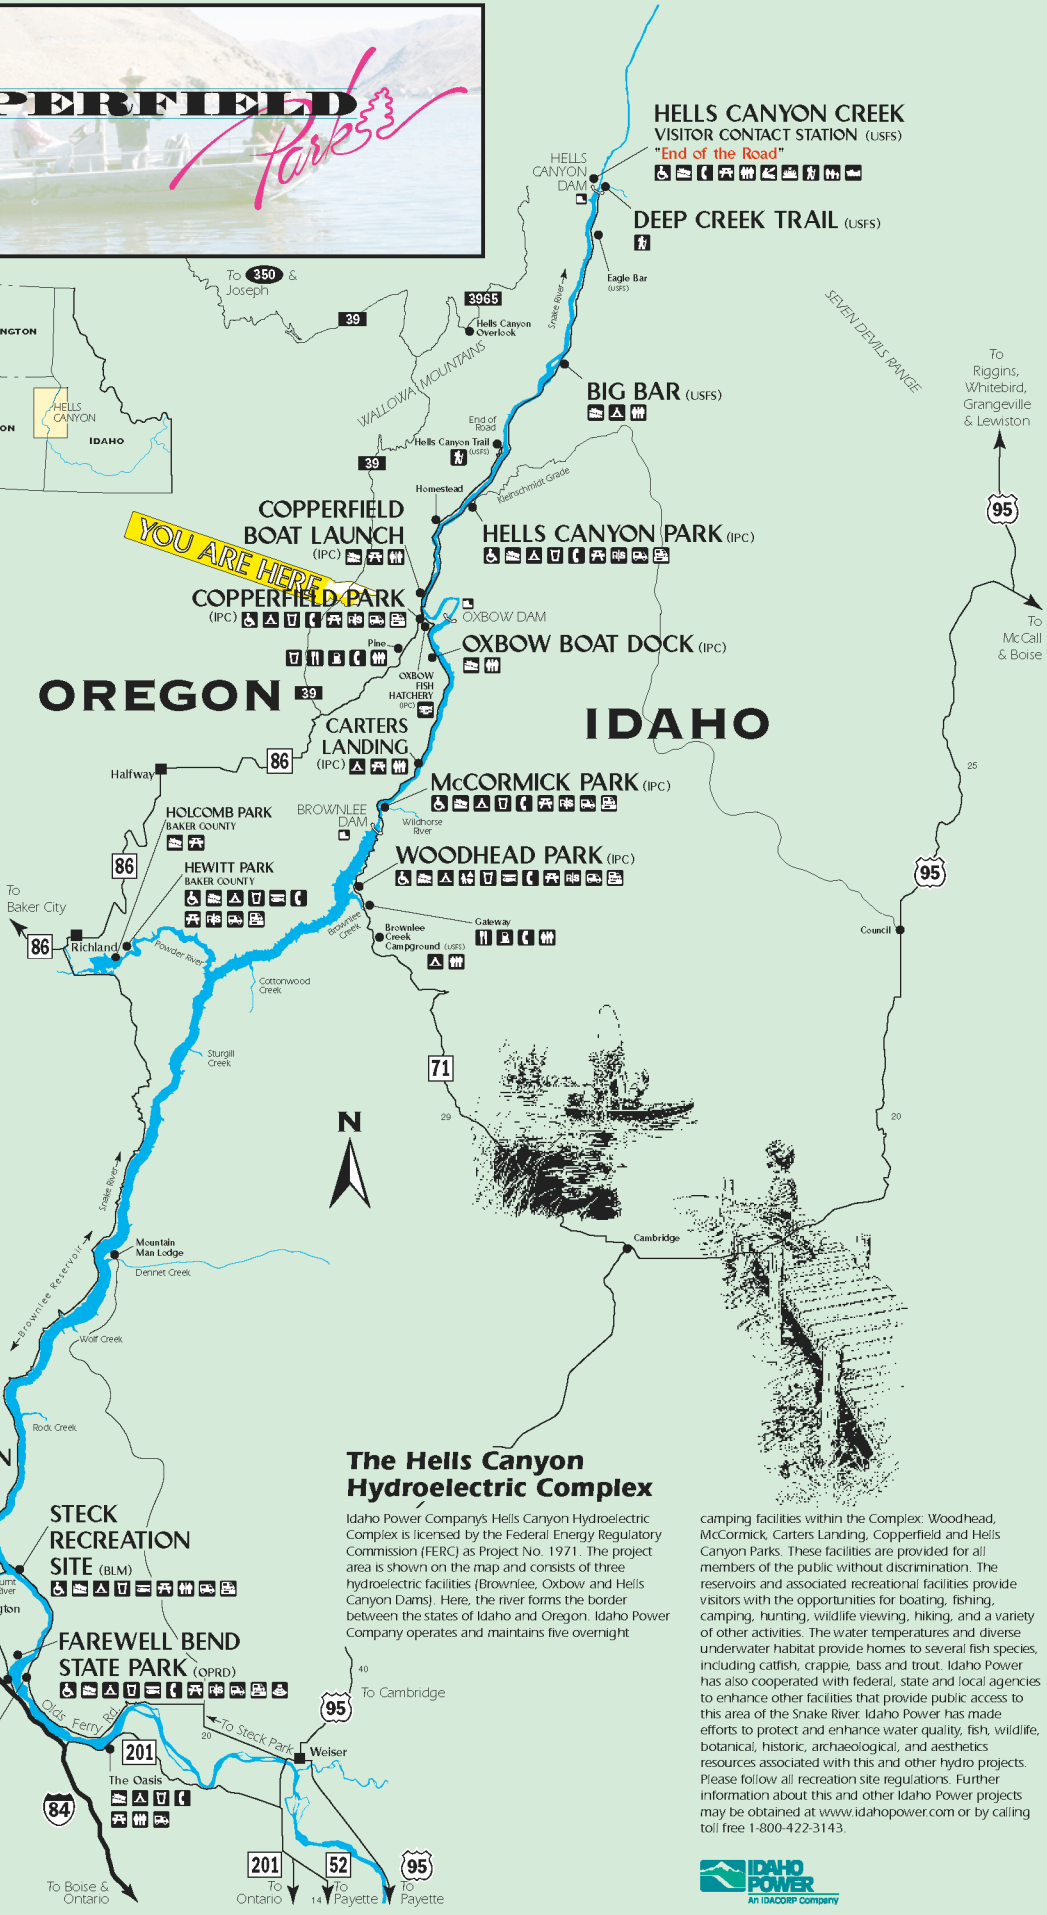 PERFIELD
Parks
HELLS CANYON CREEK
VISITOR CONTACT STATION (USFS)
"End of the Road"
HELLS
CANYON
DAM
DEEP CREEK TRAIL (USFS)
Eagle Bar
(USFS)
To 350 &
Joseph
39
3965
Hells Canyon
Overlook
Snake River
SEVEN DEVILS RANGE
WALLOWA MOUNTAINS
NGTON
ON
HELLS
CANYON
IDAHO
To
Riggins,
Whitebird,
Grangeville
& Lewiston
95
BIG BAR (USFS)
End of
Road
Hells Canyon Trail
(USFS)
39
Kleinschmidt Grade
Homestead
COPPERFIELD
BOAT LAUNCH
(IPC)
HELLS CANYON PARK (IPC)
R/S
YOU ARE HERE
COPPERFIELD PARK
(IPC)
R/S
OXBOW DAM
To
McCall
& Boise
Pine
OXBOW BOAT DOCK (IPC)
OXBOW
FISH
HATCHERY
(IPC)
OREGON
39
IDAHO
CARTERS
LANDING
(IPC)
86
Halfway
25
McCORMICK PARK (IPC)
R/S
HOLCOMB PARK
BAKER COUNTY
BROWNLEE
DAM
Wildhorse
River
86
WOODHEAD PARK (IPC)
R/S
HEWITT PARK
BAKER COUNTY
R/S
95
To
Baker City
86
Richland
Powder River
Brownlee
Creek
Brownlee
Creek
Campground (USFS)
Gateway
Council
Cottonwood
Creek
Sturgill
Creek
71
29
20
N
Snake River
Mountain
Man Lodge
Brownlee Reservoir
Dennet Creek
Cambridge
Wolf Creek
Rock Creek
N
The Hells Canyon
Hydroelectric Complex
Idaho Power Company's Hells Canyon Hydroelectric
Complex is licensed by the Federal Energy Regulatory
Commission (FERC) as Project No. 1971. The project
area is shown on the map and consists of three
hydroelectric facilities (Brownlee, Oxbow and Hells
Canyon Dams). Here, the river forms the border
between the states of Idaho and Oregon. Idaho Power
Company operates and maintains five overnight
camping facilities within the Complex: Woodhead,
McCormick, Carters Landing, Copperfield and Hells
Canyon Parks. These facilities are provided for all
members of the public without discrimination. The
reservoirs and associated recreational facilities provide
visitors with the opportunities for boating, fishing,
camping, hunting, wildlife viewing, hiking, and a variety
of other activities. The water temperatures and diverse
underwater habitat provide homes to several fish species,
including catfish, crappie, bass and trout. Idaho Power
has also cooperated with federal, state and local agencies
to enhance other facilities that provide public access to
this area of the Snake River. Idaho Power has made
efforts to protect and enhance water quality, fish, wildlife,
botanical, historic, archaeological, and aesthetics
resources associated with this and other hydro projects.
Please follow all recreation site regulations. Further
information about this and other Idaho Power projects
may be obtained at www.idahopower.com or by calling
toll free 1-800-422-3143.
STECK
RECREATION
SITE (BLM)
urnt
River
gton
FAREWELL BEND
STATE PARK (OPRD)
R/S
40
To Cambridge
95
Olds Ferry Rd.
20
To Steck Park
Weiser
201
The Oasis
84
To Boise &
Ontario
201
To
Ontario
14
52
To
Payette
95
To
Payette
IDAHO
POWER
An IDACORP Company